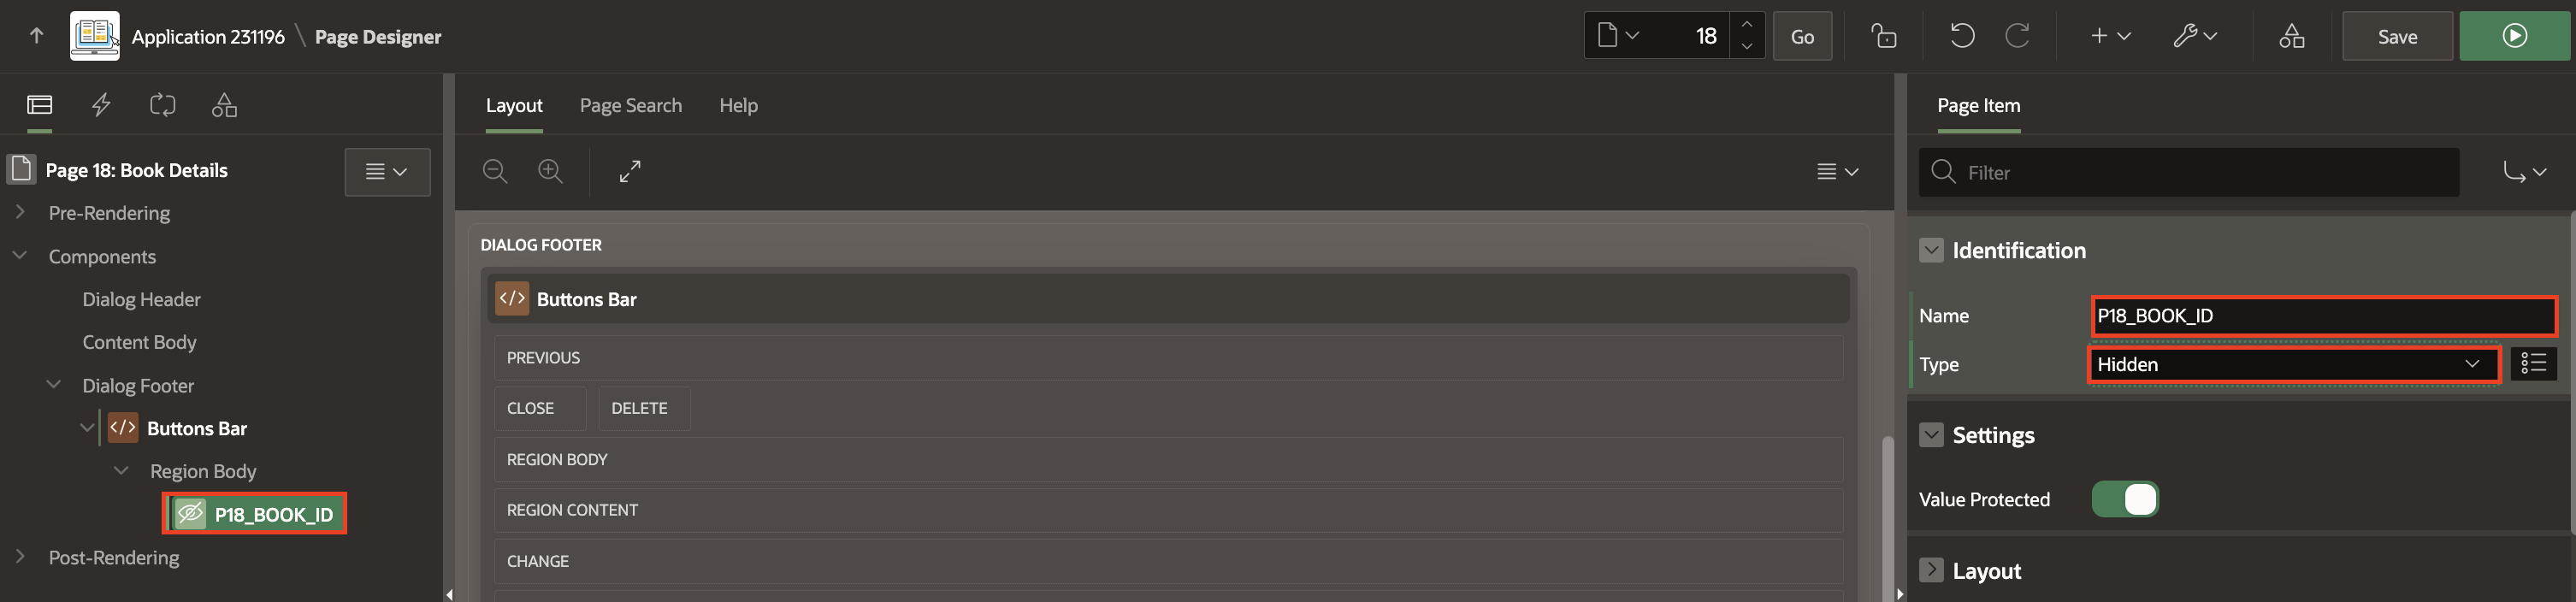 Application 231196 \ Page Designer
18
Go
Save
Layout
Page Search
Help
Page Item
Page 18: Book Details
Filter
Pre-Rendering
Components
Dialog Header
Content Body
Dialog Footer
Buttons Bar
Region Body
P18_BOOK_ID
Post-Rendering
DIALOG FOOTER
</> Buttons Bar
PREVIOUS
CLOSE
DELETE
REGION BODY
REGION CONTENT
CHANGE
Identification
Name
P18_BOOK_ID
Type
Hidden
Settings
Value Protected
Layout